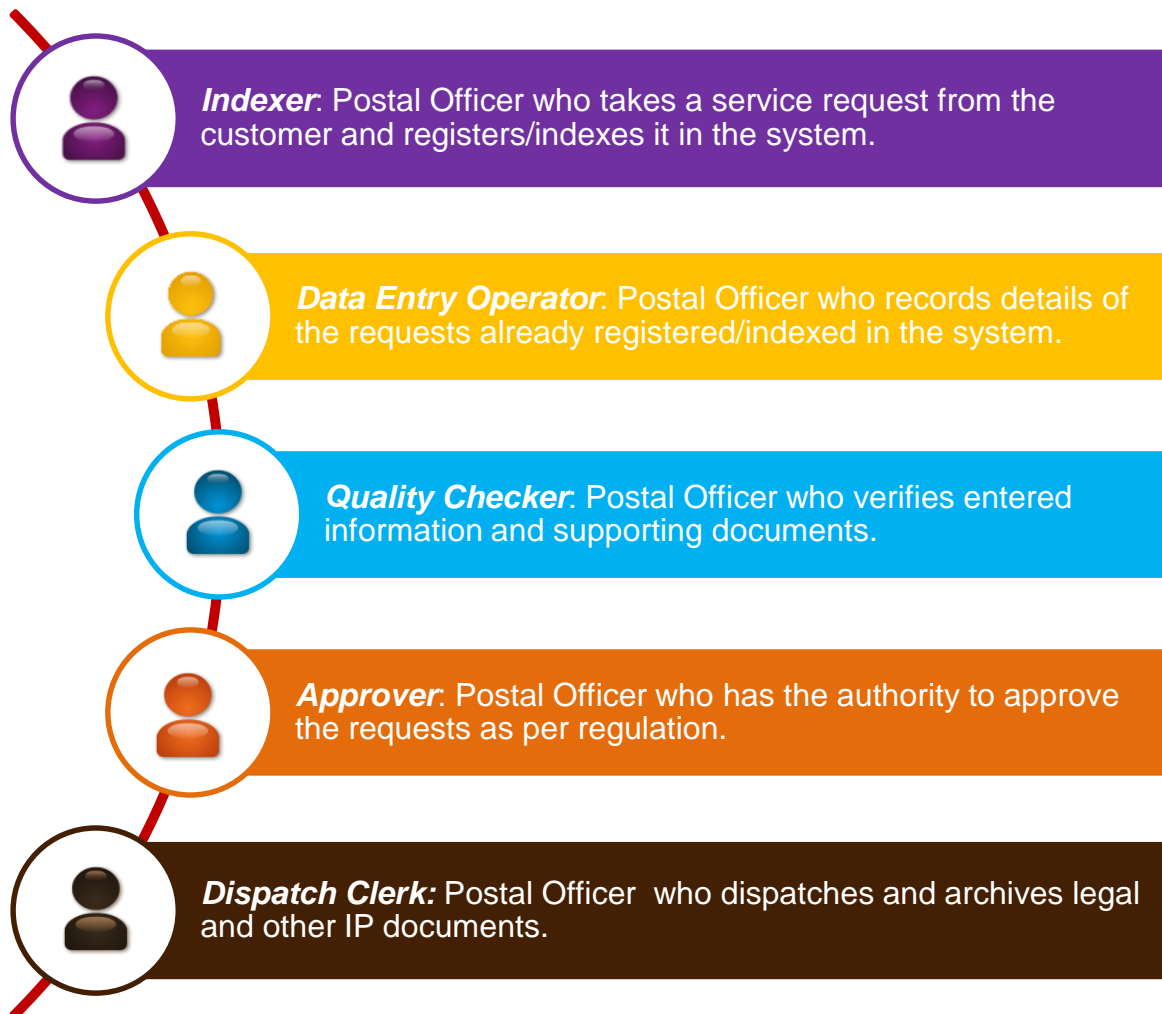 Indexer: Postal Officer who takes a service request from the
customer and registers/indexes it in the system.
Data Entry Operator: Postal Officer who records details of
the requests already registered/indexed in the system.
Quality Checker: Postal Officer who verifies entered
information and supporting documents.
Approver: Postal Officer who has the authority to approve
the requests as per regulation.
Dispatch Clerk: Postal Officer  who dispatches and archives legal
and other IP documents.